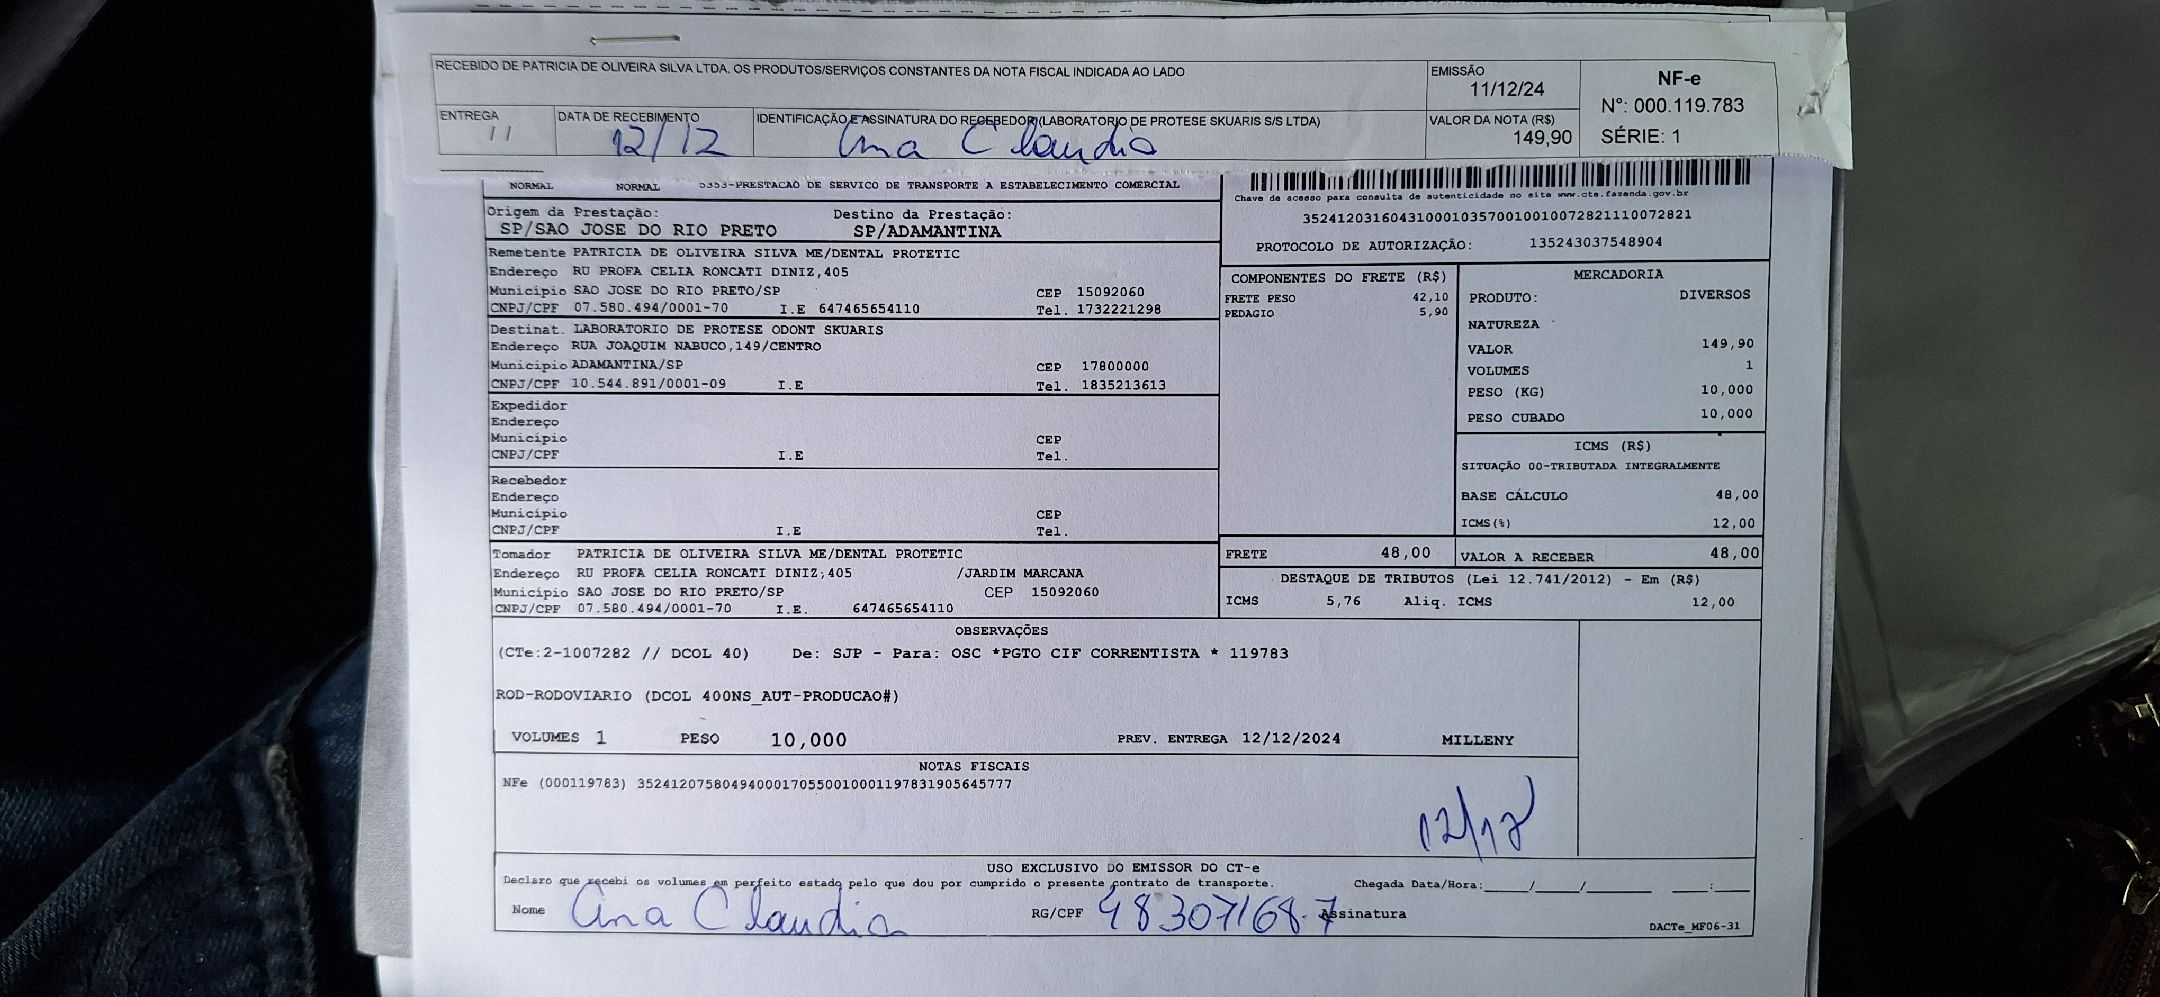 RECEBIDO DE PATRICIA DE OLIVEIRA SILVA LTDA. OS PRODUTOS/SERVIÇOS CONSTANTES DA NOTA FISCAL INDICADA AO LADO
EMISSÃO
11/12/24
NF-e
N°: 000.119.783
SÉRIE: 1
ENTREGA
11
DATA DE RECEBIMENTO
12/12
IDENTIFICAÇÃO E ASSINATURA DO RECEBEDOR (LABORATORIO DE PROTESE SKUARIS S/S LTDA)
Ana Claudia
VALOR DA NOTA (R$)
149,90
NORMAL NORMAL 5353-PRESTACAO DE SERVICO DE TRANSPORTE A ESTABELECIMENTO COMERCIAL
Chave de acesso para consulta de autenticidade no site www.cte.fazenda.gov.br
35241203160431000103570010010072821110072821
PROTOCOLO DE AUTORIZAÇÂO: 135243037548904
Origem da Prestação: Destino da Prestação:
SP/SAO JOSE DO RIO PRETO SP/ADAMANTINA
Remetente PATRICIA DE OLIVEIRA SILVA ME/DENTAL PROTETIC
Endereço RU PROFA CELIA RONCATI DINIZ,405
Município SAO JOSE DO RIO PRETO/SP CEP 15092060
CNPJ/CPF 07.580.494/0001-70 I.E 647465654110 Tel. 1732221298
Destinat. LABORATORIO DE PROTESE ODONT SKUARIS
Endereço RUA JOAQUIM NABUCO,149/CENTRO
Município ADAMANTINA/SP CEP 17800000
CNPJ/CPF 10.544.891/0001-09 I.E Tel. 1835213613
Expedidor
Endereço
Município CEP
CNPJ/CPF I.E Tel.
Recebedor
Endereço
Município CEP
CNPJ/CPF I.E Tel.
Tomador PATRICIA DE OLIVEIRA SILVA ME/DENTAL PROTETIC
Endereço RU PROFA CELIA RONCATI DINIZ;405 /JARDIM MARCANA
Município SAO JOSE DO RIO PRETO/SP CEP 15092060
CNPJ/CPF 07.580.494/0001-70 I.E. 647465654110
COMPONENTES DO FRETE (R$)
FRETE PESO 42,10
PEDAGIO 5,90
MERCADORIA
PRODUTO: DIVERSOS
NATUREZA
VALOR 149,90
VOLUMES 1
PESO (KG) 10,000
PESO CUBADO 10,000
ICMS (R$)
SITUAÇÃO 00-TRIBUTADA INTEGRALMENTE
BASE CÁLCULO 48,00
ICMS(%) 12,00
FRETE 48,00 VALOR A RECEBER 48,00
DESTAQUE DE TRIBUTOS (Lei 12.741/2012) - Em (R$)
ICMS 5,76 Aliq. ICMS 12,00
OBSERVAÇÕES
(CTe:2-1007282 // DCOL 40) De: SJP - Para: OSC *PGTO CIF CORRENTISTA * 119783
ROD-RODOVIARIO (DCOL 400NS_AUT-PRODUCAO#)
VOLUMES 1 PESO 10,000 PREV. ENTREGA 12/12/2024 MILLENY
NOTAS FISCAIS
NFe (000119783) 35241207580494000170550010001197831905645777
12/12
USO EXCLUSIVO DO EMISSOR DO CT-e
Declaro que recebi os volumes em perfeito estado pelo que dou por cumprido o presente contrato de transporte. Chegada Data/Hora:____/____/______ ____:____
Nome Ana Claudia RG/CPF 48307168-7 Assinatura
DACTe_MF06-31